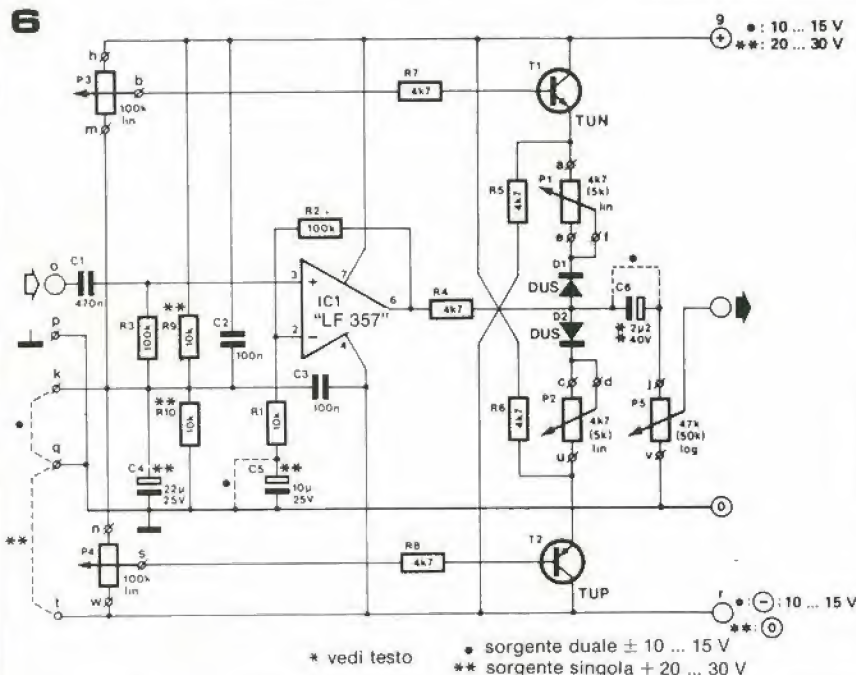 6
9
+
• : 10 ... 15 V
** : 20 ... 30 V
h
P3
b
100k
lin
m
R7
4k7
T1
TUN
a
R5
4k7
P1
4k7
(5k)
lin
e
f
R2
100k
o
C1
470n
3
+
7
IC1
"LF 357"
6
2
−
4
R4
4k7
D1
DUS
DUS
D2
•
C6
**
2µ2
40V
p
R3
100k
**
R9
10k
C2
100n
C3
100n
k
•
q
**
R10
10k
R1
10k
R6
4k7
c
d
P2
4k7
(5k)
lin
u
j
P5
47k
(50k)
log
v
C4
**
22µ
25V
•
C5
**
10µ
25V
0
**
n
P4
s
100k
lin
w
t
R8
4k7
T2
TUP
r
• : − : 10 ... 15 V
** : 0
* vedi testo
• sorgente duale ± 10 ... 15 V
** sorgente singola + 20 ... 30 V